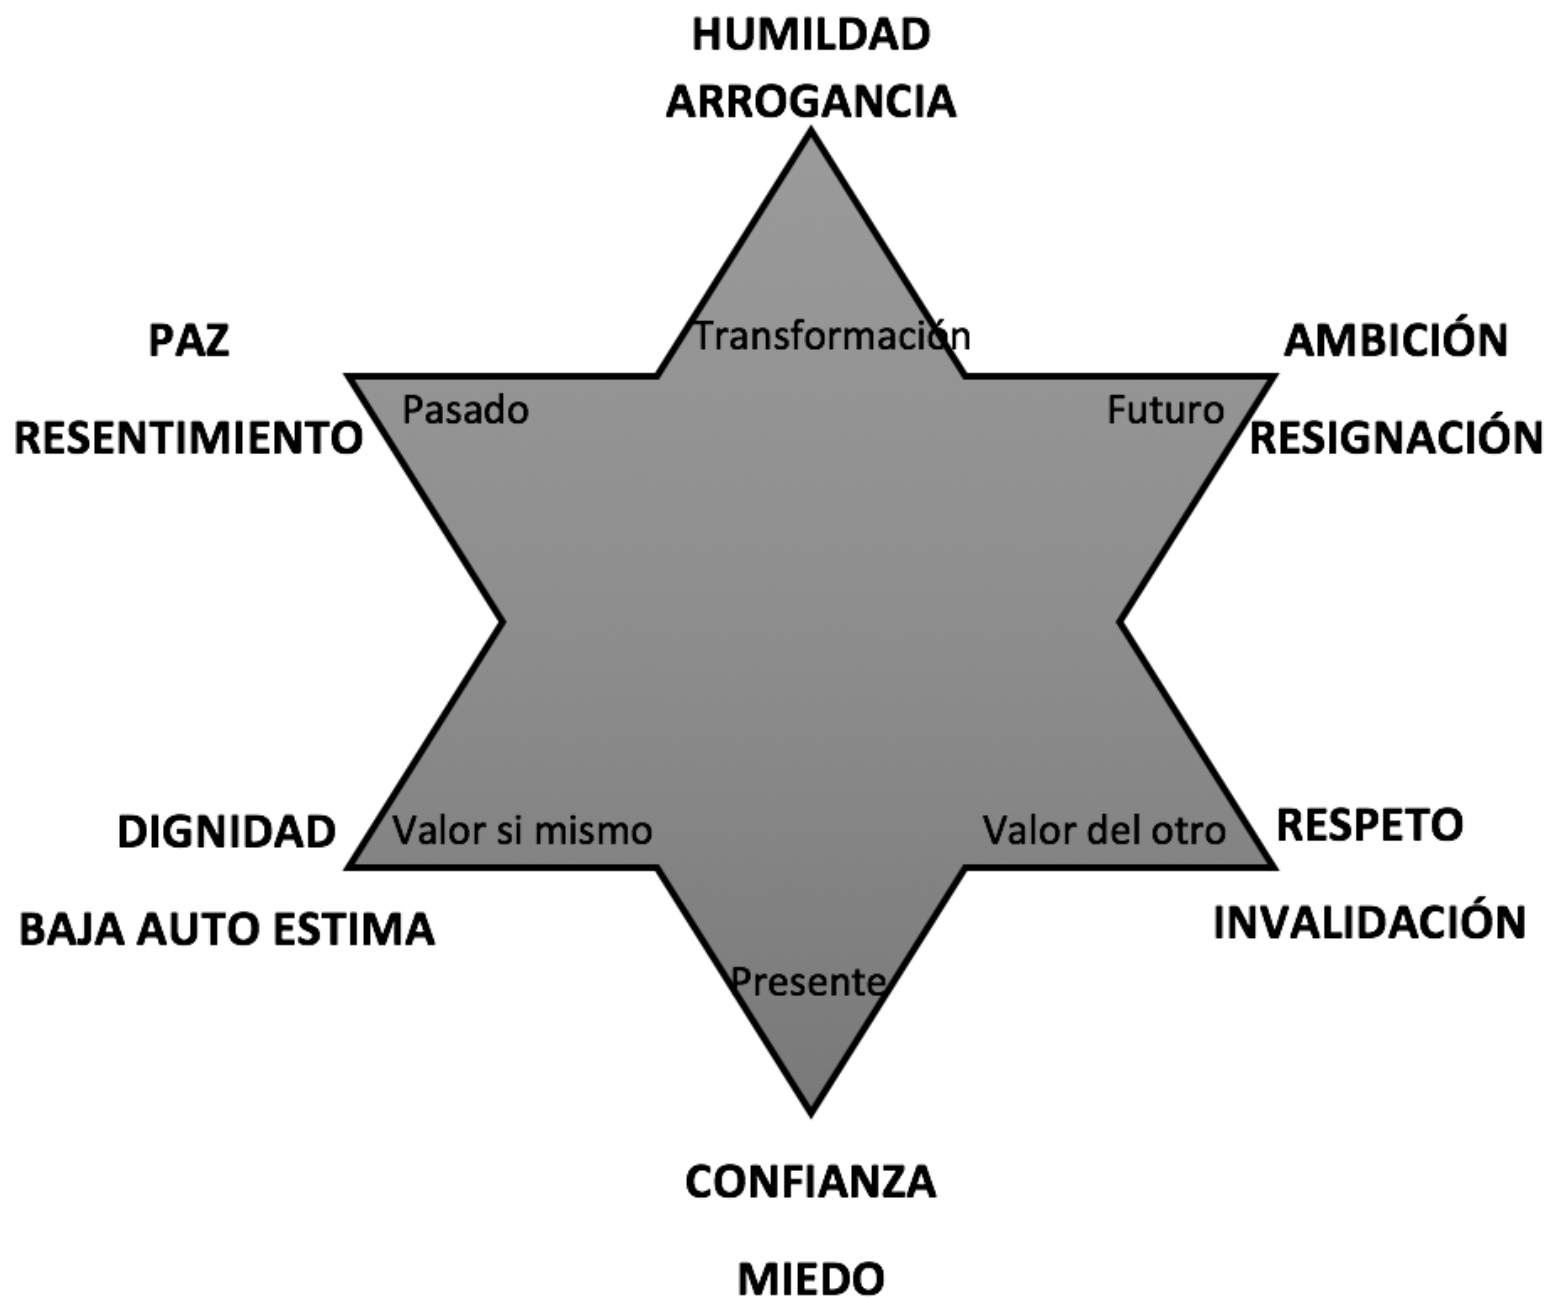 HUMILDAD
ARROGANCIA
Transformación
PAZ
RESENTIMIENTO
Pasado
Futuro
AMBICIÓN
RESIGNACIÓN
DIGNIDAD
BAJA AUTO ESTIMA
Valor si mismo
Valor del otro
RESPETO
INVALIDACIÓN
Presente
CONFIANZA
MIEDO